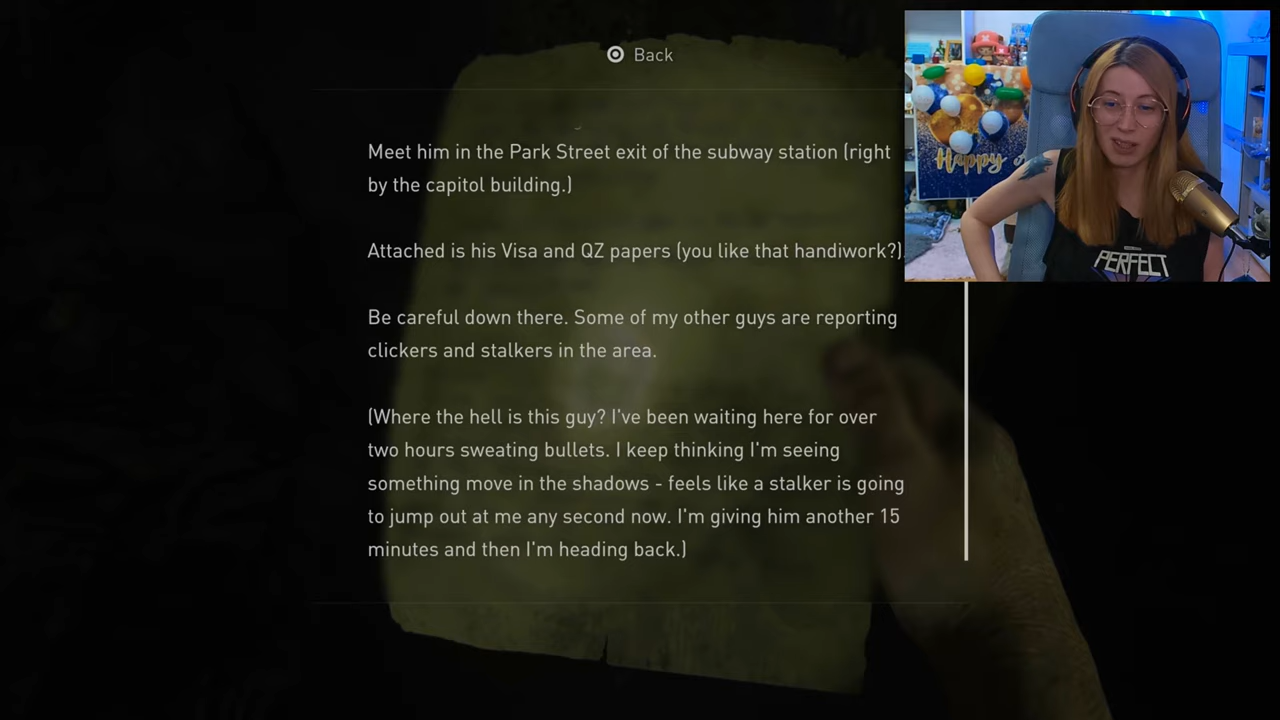 Back
Meet him in the Park Street exit of the subway station (right
by the capitol building.)
Attached is his Visa and QZ papers (you like that handiwork?)
Be careful down there. Some of my other guys are reporting
clickers and stalkers in the area.
(Where the hell is this guy? I've been waiting here for over
two hours sweating bullets. I keep thinking I'm seeing
something move in the shadows - feels like a stalker is going
to jump out at me any second now. I'm giving him another 15
minutes and then I'm heading back.)
Happy
PERFECT